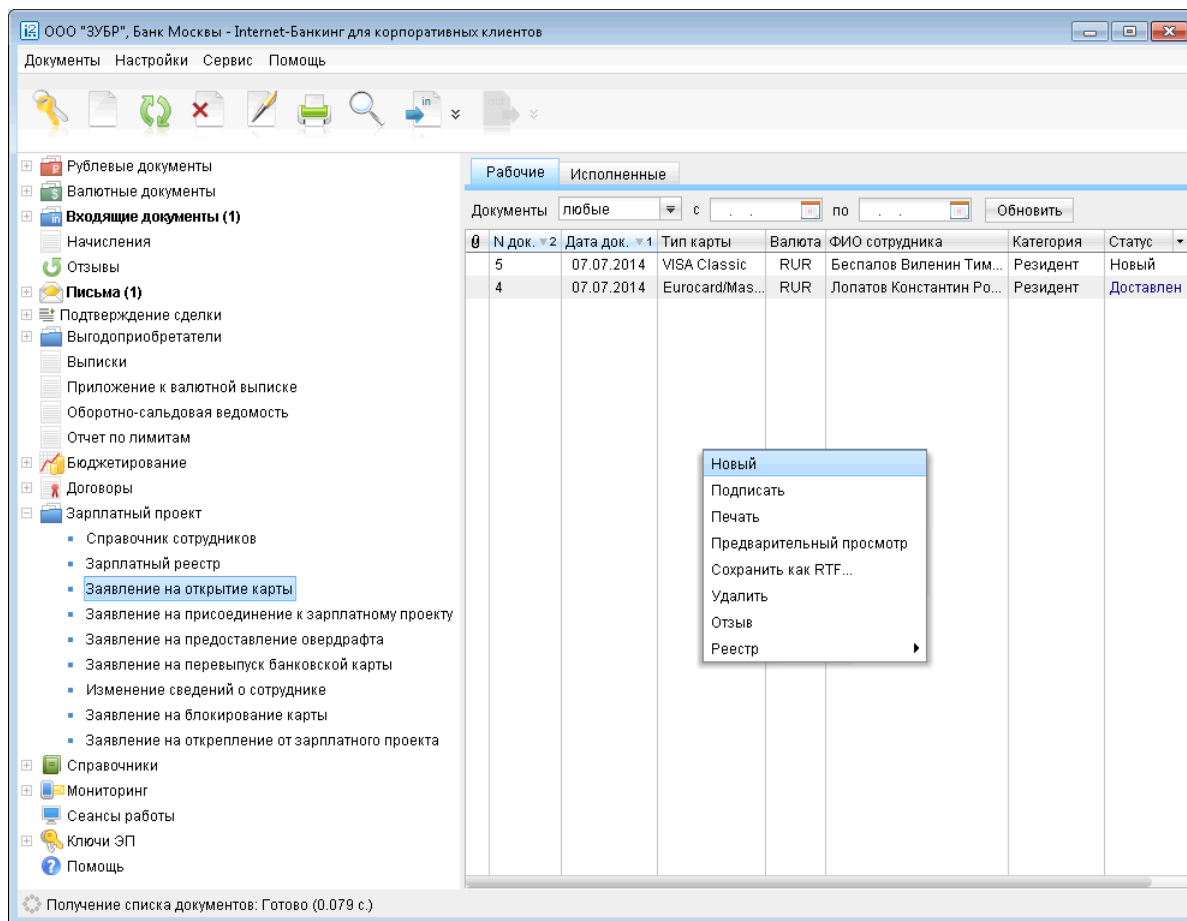 ООО "ЗУБР", Банк Москвы - Internet-Банкинг для корпоративных клиентов
Документы Настройки Сервис Помощь
in
Рублевые документы
Валютные документы
Входящие документы (1)
Начисления
Отзывы
Письма (1)
Подтверждение сделки
Выгодоприобретатели
Выписки
Приложение к валютной выписке
Оборотно-сальдовая ведомость
Отчет по лимитам
Бюджетирование
Договоры
Зарплатный проект
Справочник сотрудников
Зарплатный реестр
Заявление на открытие карты
Заявление на присоединение к зарплатному проекту
Заявление на предоставление овердрафта
Заявление на перевыпуск банковской карты
Изменение сведений о сотруднике
Заявление на блокирование карты
Заявление на открепление от зарплатного проекта
Справочники
Мониторинг
Сеансы работы
Ключи ЭП
Помощь
Рабочие Исполненные
Документы любые с . . по . . Обновить
N док. 2 Дата док. 1 Тип карты Валюта ФИО сотрудника Категория Статус
5 07.07.2014 VISA Classic RUR Беспалов Виленин Тим... Резидент Новый
4 07.07.2014 Eurocard/Mas... RUR Лопатов Константин Ро... Резидент Доставлен
Новый
Подписать
Печать
Предварительный просмотр
Сохранить как RTF...
Удалить
Отзыв
Реестр
Получение списка документов: Готово (0.079 с.)